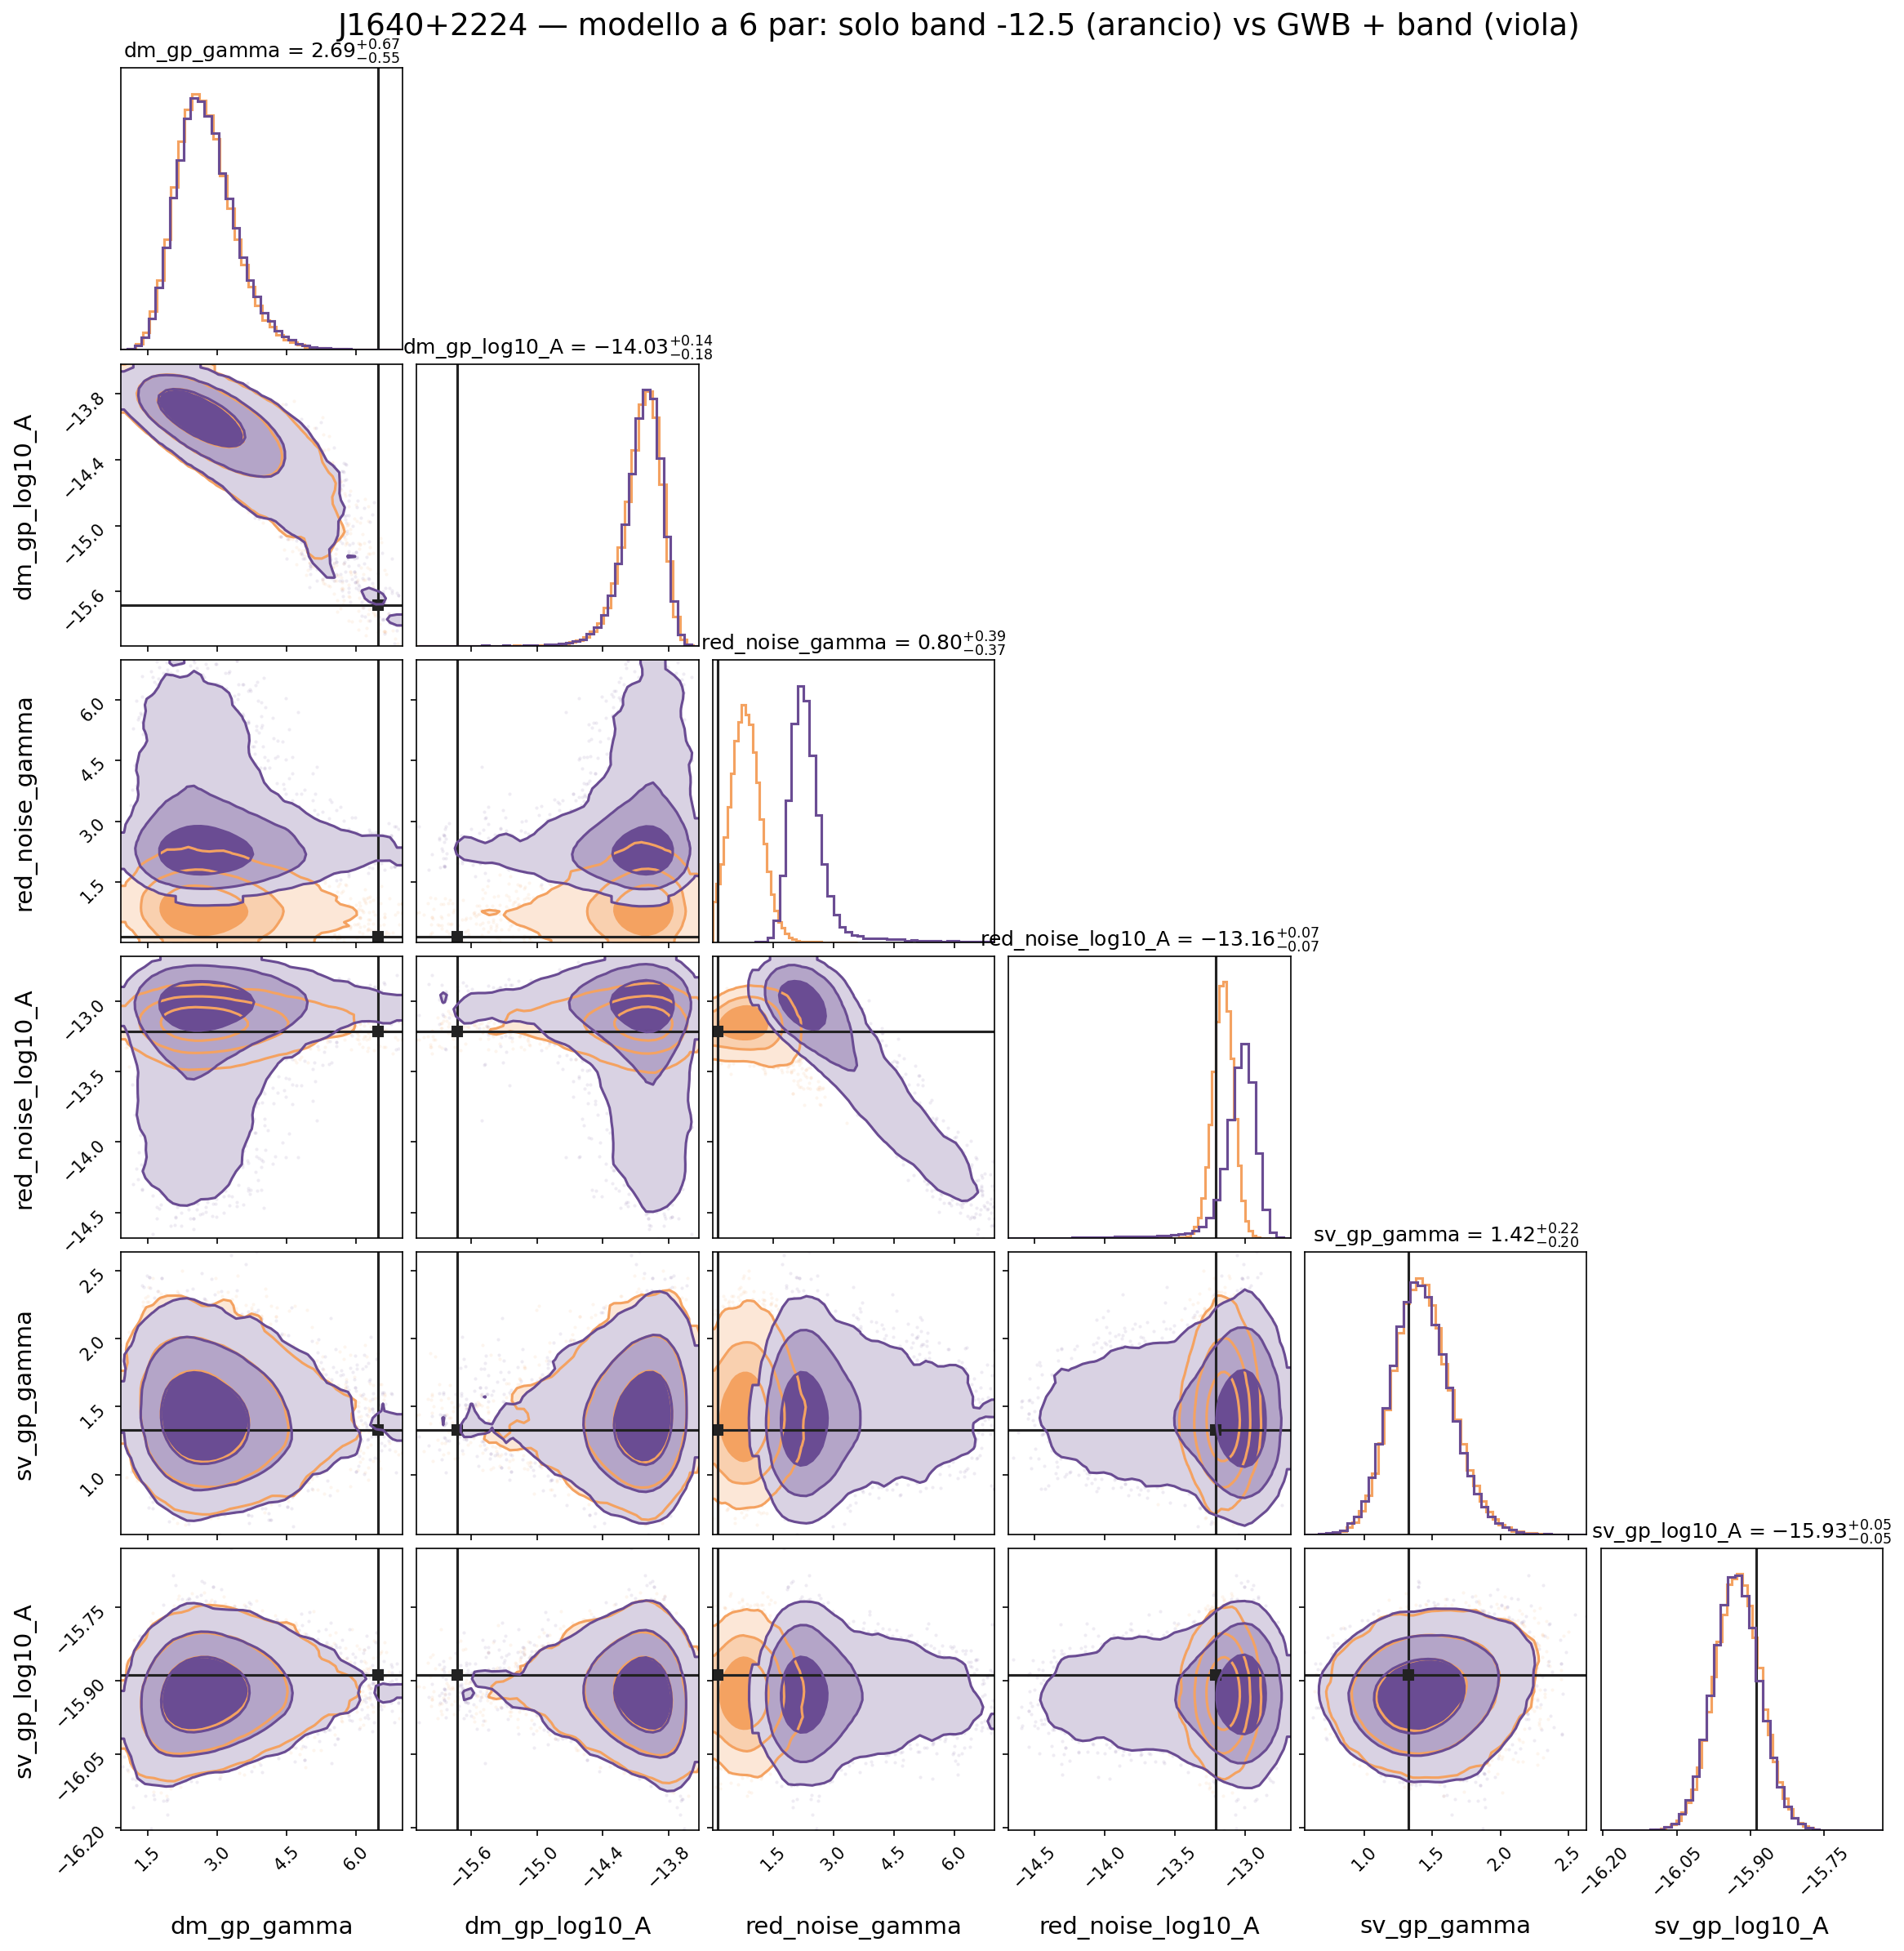 J1640+2224 — modello a 6 par: solo band -12.5 (arancio) vs GWB + band (viola)
dm_gp_gamma = 2.69+0.67 −0.55
dm_gp_log10_A = −14.03+0.14 −0.18
−13.8
−14.4
−15.0
−15.6
dm_gp_log10_A
red_noise_gamma = 0.80+0.39 −0.37
6.0
4.5
3.0
1.5
red_noise_gamma
red_noise_log10_A = −13.16+0.07 −0.07
−13.0
−13.5
−14.0
−14.5
red_noise_log10_A
sv_gp_gamma = 1.42+0.22 −0.20
2.5
2.0
1.5
1.0
sv_gp_gamma
sv_gp_log10_A = −15.93+0.05 −0.05
−15.75
−15.90
−16.05
−16.20
sv_gp_log10_A
1.5 3.0 4.5 6.0 −15.6 −15.0 −14.4 −13.8 1.5 3.0 4.5 6.0 −14.5 −14.0 −13.5 −13.0 1.0 1.5 2.0 2.5 −16.20 −16.05 −15.90 −15.75
dm_gp_gamma dm_gp_log10_A red_noise_gamma red_noise_log10_A sv_gp_gamma sv_gp_log10_A